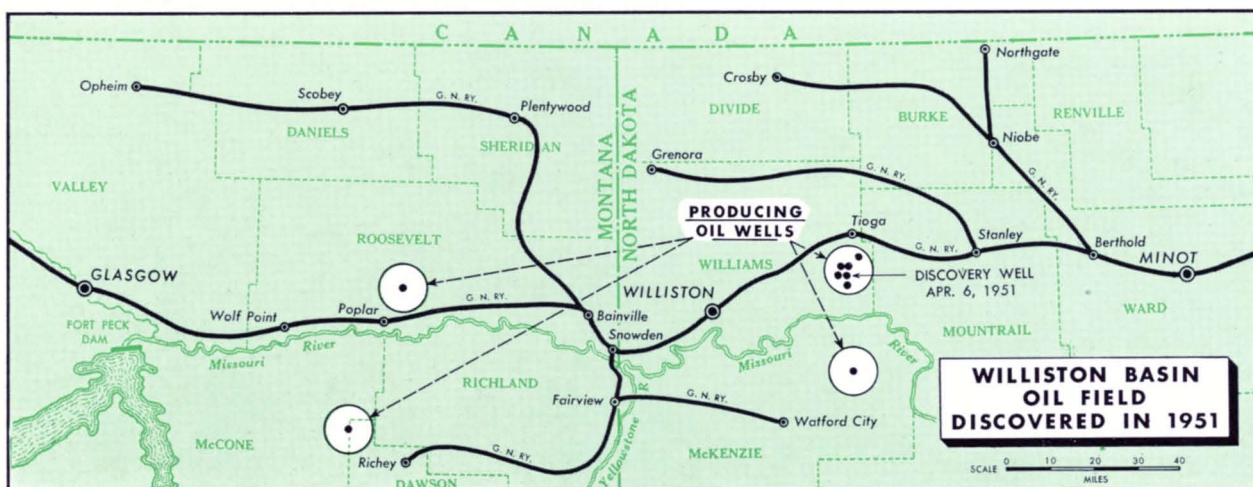 C A N A D A
Northgate
Opheim
Scobey
G. N. RY.
Plentywood
Crosby
DIVIDE
BURKE
RENVILLE
DANIELS
SHERIDAN
MONTANA
NORTH DAKOTA
Niobe
Grenora
G. N. RY.
G. N. RY.
VALLEY
PRODUCING
OIL WELLS
ROOSEVELT
Tioga
Stanley
Berthold
MINOT
G. N. RY.
GLASGOW
WILLIAMS
DISCOVERY WELL
APR. 6, 1951
WILLISTON
G. N. RY.
Wolf Point
Poplar
Bainville
WARD
FORT PECK
DAM
Missouri
River
Snowden
Missouri
River
MOUNTRAIL
RICHLAND
R.
Yellowstone
Fairview
G. N. RY.
Watford City
WILLISTON BASIN
OIL FIELD
DISCOVERED IN 1951
McCONE
Richey
G. N. RY.
McKENZIE
DAWSON
SCALE 0 10 20 30 40
MILES